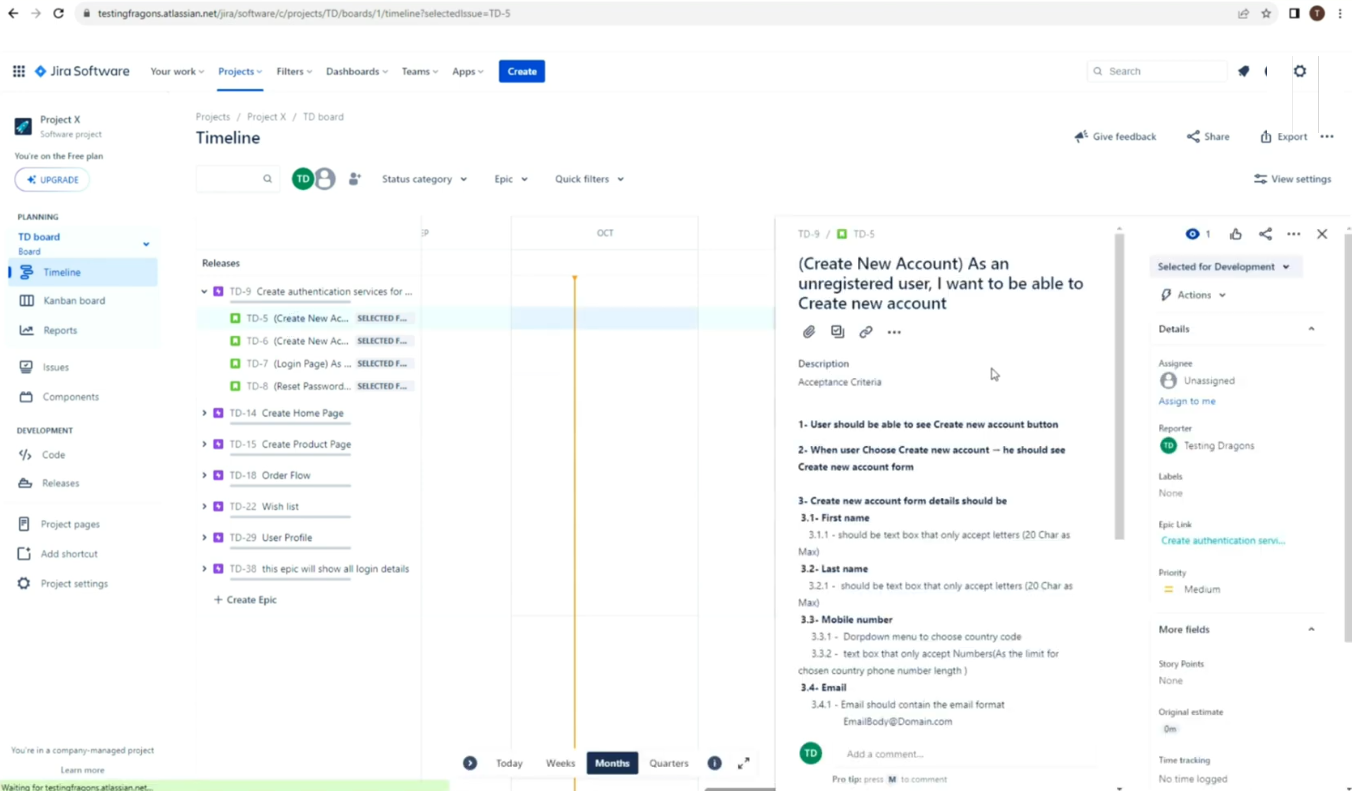 testingfragons.atlassian.net/jira/software/c/projects/TD/boards/1/timeline?selectedIssue=TD-5
T
Jira Software
Your work
Projects
Filters
Dashboards
Teams
Apps
Create
Search
Project X
Software project
You're on the Free plan
UPGRADE
PLANNING
TD board
Board
Timeline
Kanban board
Reports
Issues
Components
DEVELOPMENT
Code
Releases
Project pages
Add shortcut
Project settings
You're in a company-managed project
Learn more
Waiting for testingfragons.atlassian.net...
Projects / Project X / TD board
Timeline
Give feedback
Share
Export
TD
Status category
Epic
Quick filters
View settings
EP
OCT
Releases
TD-9 Create authentication services for ...
TD-5 (Create New Ac... SELECTED F...
TD-6 (Create New Ac... SELECTED F...
TD-7 (Login Page) As ... SELECTED F...
TD-8 (Reset Password... SELECTED F...
TD-14 Create Home Page
TD-15 Create Product Page
TD-18 Order Flow
TD-22 Wish list
TD-29 User Profile
TD-38 this epic will show all login details
+ Create Epic
Today
Weeks
Months
Quarters
TD-9 / TD-5
1
(Create New Account) As an
unregistered user, I want to be able to
Create new account
Description
Acceptance Criteria
1- User should be able to see Create new account button
2- When user Choose Create new account – he should see
Create new account form
3- Create new account form details should be
3.1- First name
3.1.1 - should be text box that only accept letters (20 Char as
Max)
3.2- Last name
3.2.1 - should be text box that only accept letters (20 Char as
Max)
3.3- Mobile number
3.3.1 - Dorpdown menu to choose country code
3.3.2 - text box that only accept Numbers(As the limit for
chosen country phone number length )
3.4- Email
3.4.1 - Email should contain the email format
EmailBody@Domain.com
TD
Add a comment...
Pro tip: press M to comment
Selected for Development
Actions
Details
Assignee
Unassigned
Assign to me
Reporter
TD Testing Dragons
Labels
None
Epic Link
Create authentication servi...
Priority
Medium
More fields
Story Points
None
Original estimate
0m
Time tracking
No time logged